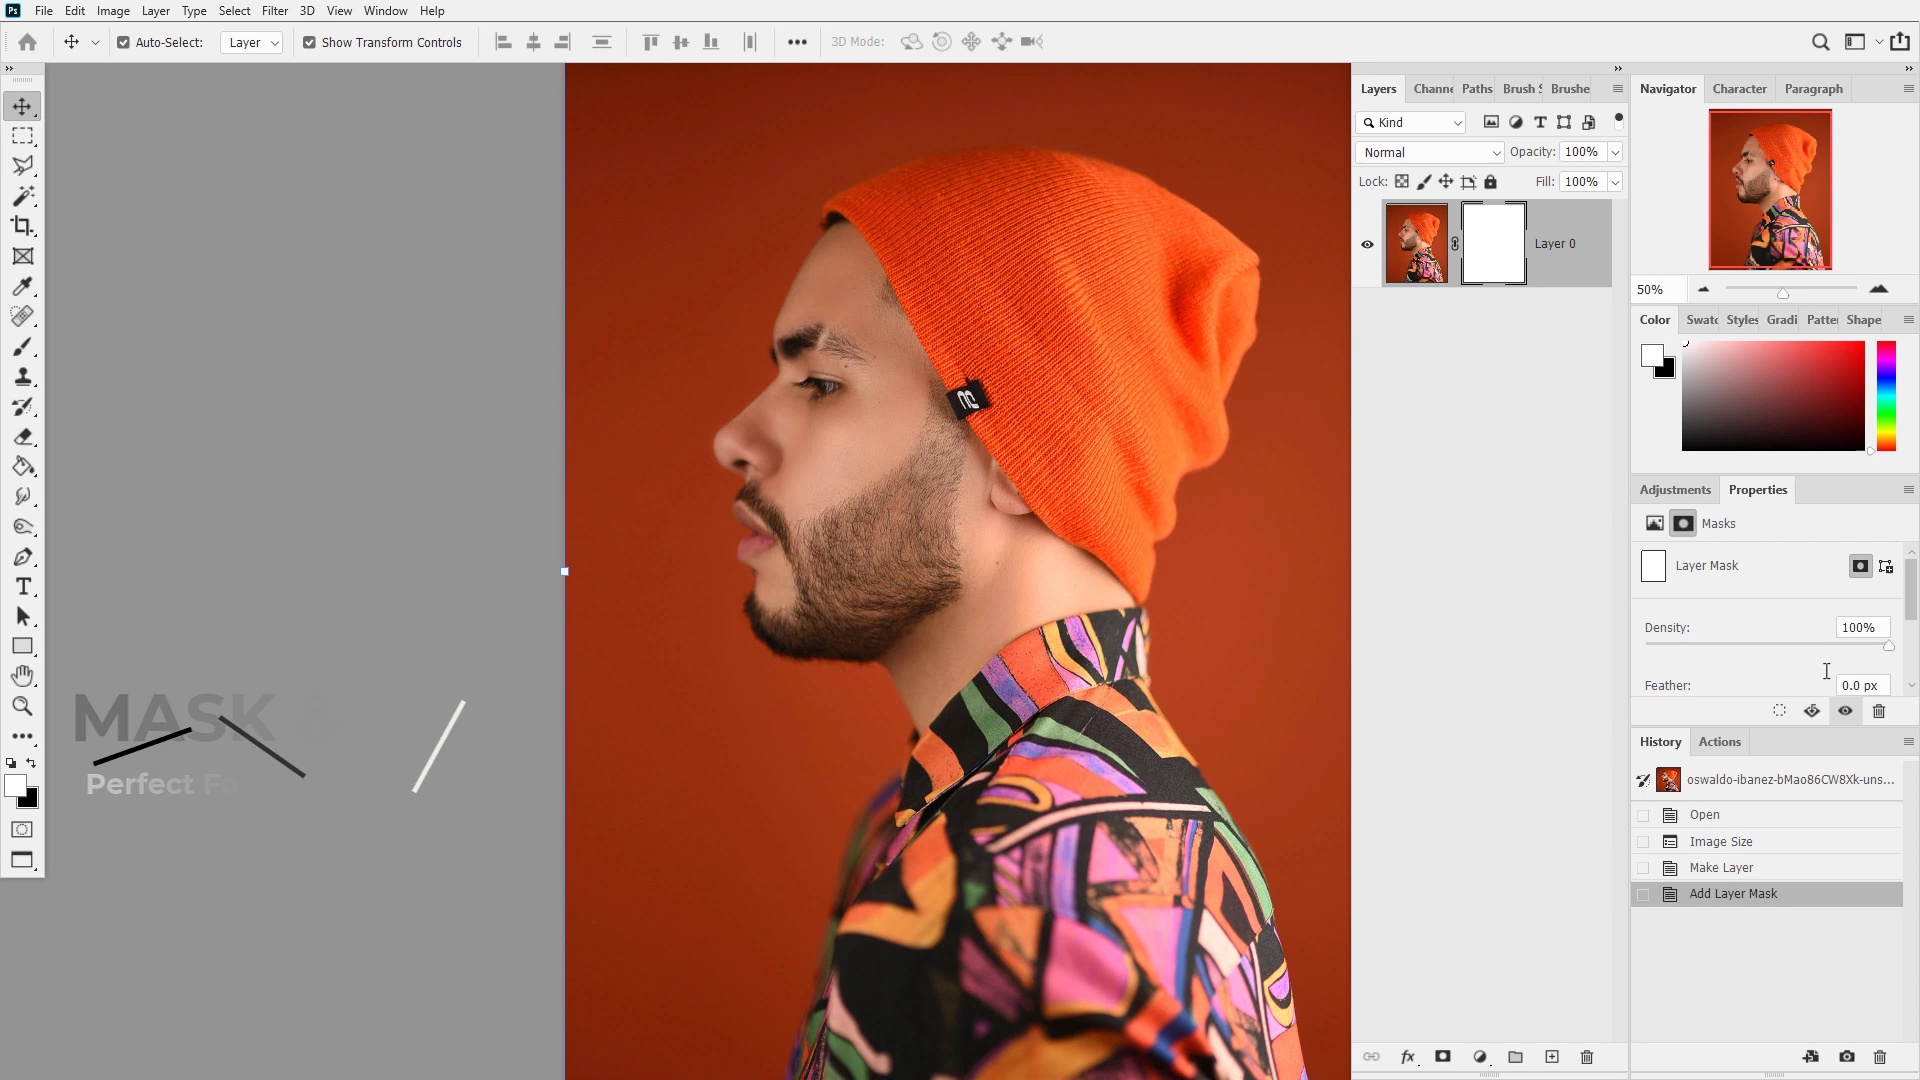 Ps File Edit Image Layer Type Select Filter 3D View Window Help
Auto-Select: Layer Show Transform Controls 3D Mode:
Layers Channe Paths Brush S Brushe
Navigator Character Paragraph
Kind
Normal Opacity: 100%
Lock: Fill: 100%
Layer 0
50%
Color Swatc Styles Gradi Patte Shape
Adjustments Properties
Masks
Layer Mask
Density: 100%
Feather: 0.0 px
MASK &
Perfect Fo
History Actions
oswaldo-ibanez-bMao86CW8Xk-uns...
Open
Image Size
Make Layer
Add Layer Mask
fx